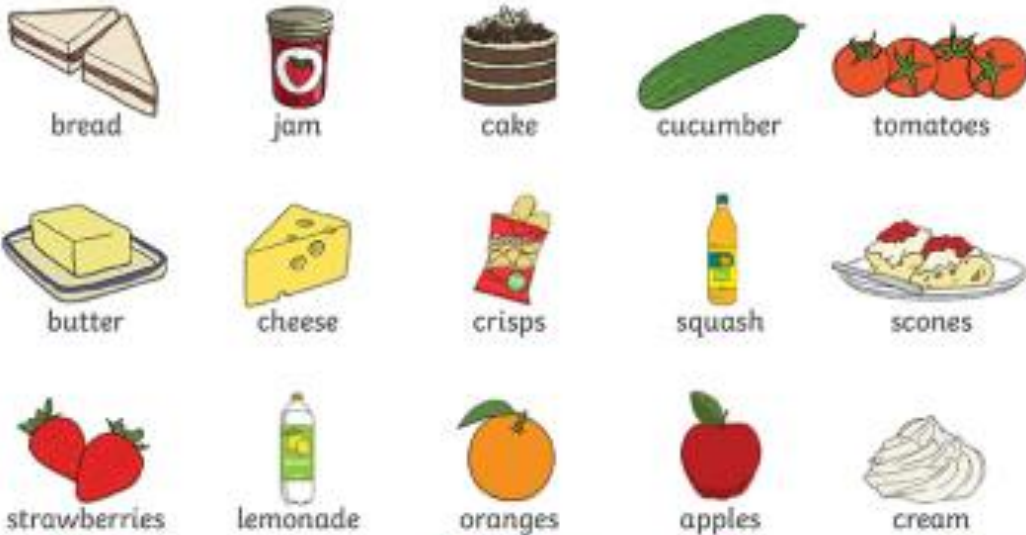 bread jam cake cucumber tomatoes
butter cheese crisps squash scones
strawberries lemonade oranges apples cream